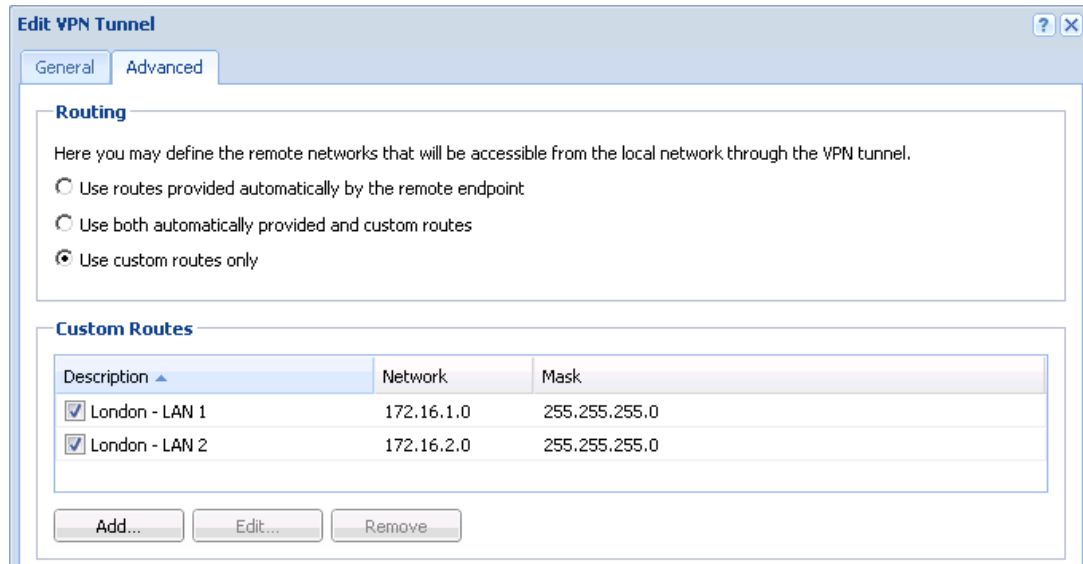 Edit VPN Tunnel
?
General Advanced
Routing
Here you may define the remote networks that will be accessible from the local network through the VPN tunnel.
Use routes provided automatically by the remote endpoint
Use both automatically provided and custom routes
Use custom routes only
Custom Routes
Description Network Mask
London - LAN 1 172.16.1.0 255.255.255.0
London - LAN 2 172.16.2.0 255.255.255.0
Add... Edit... Remove